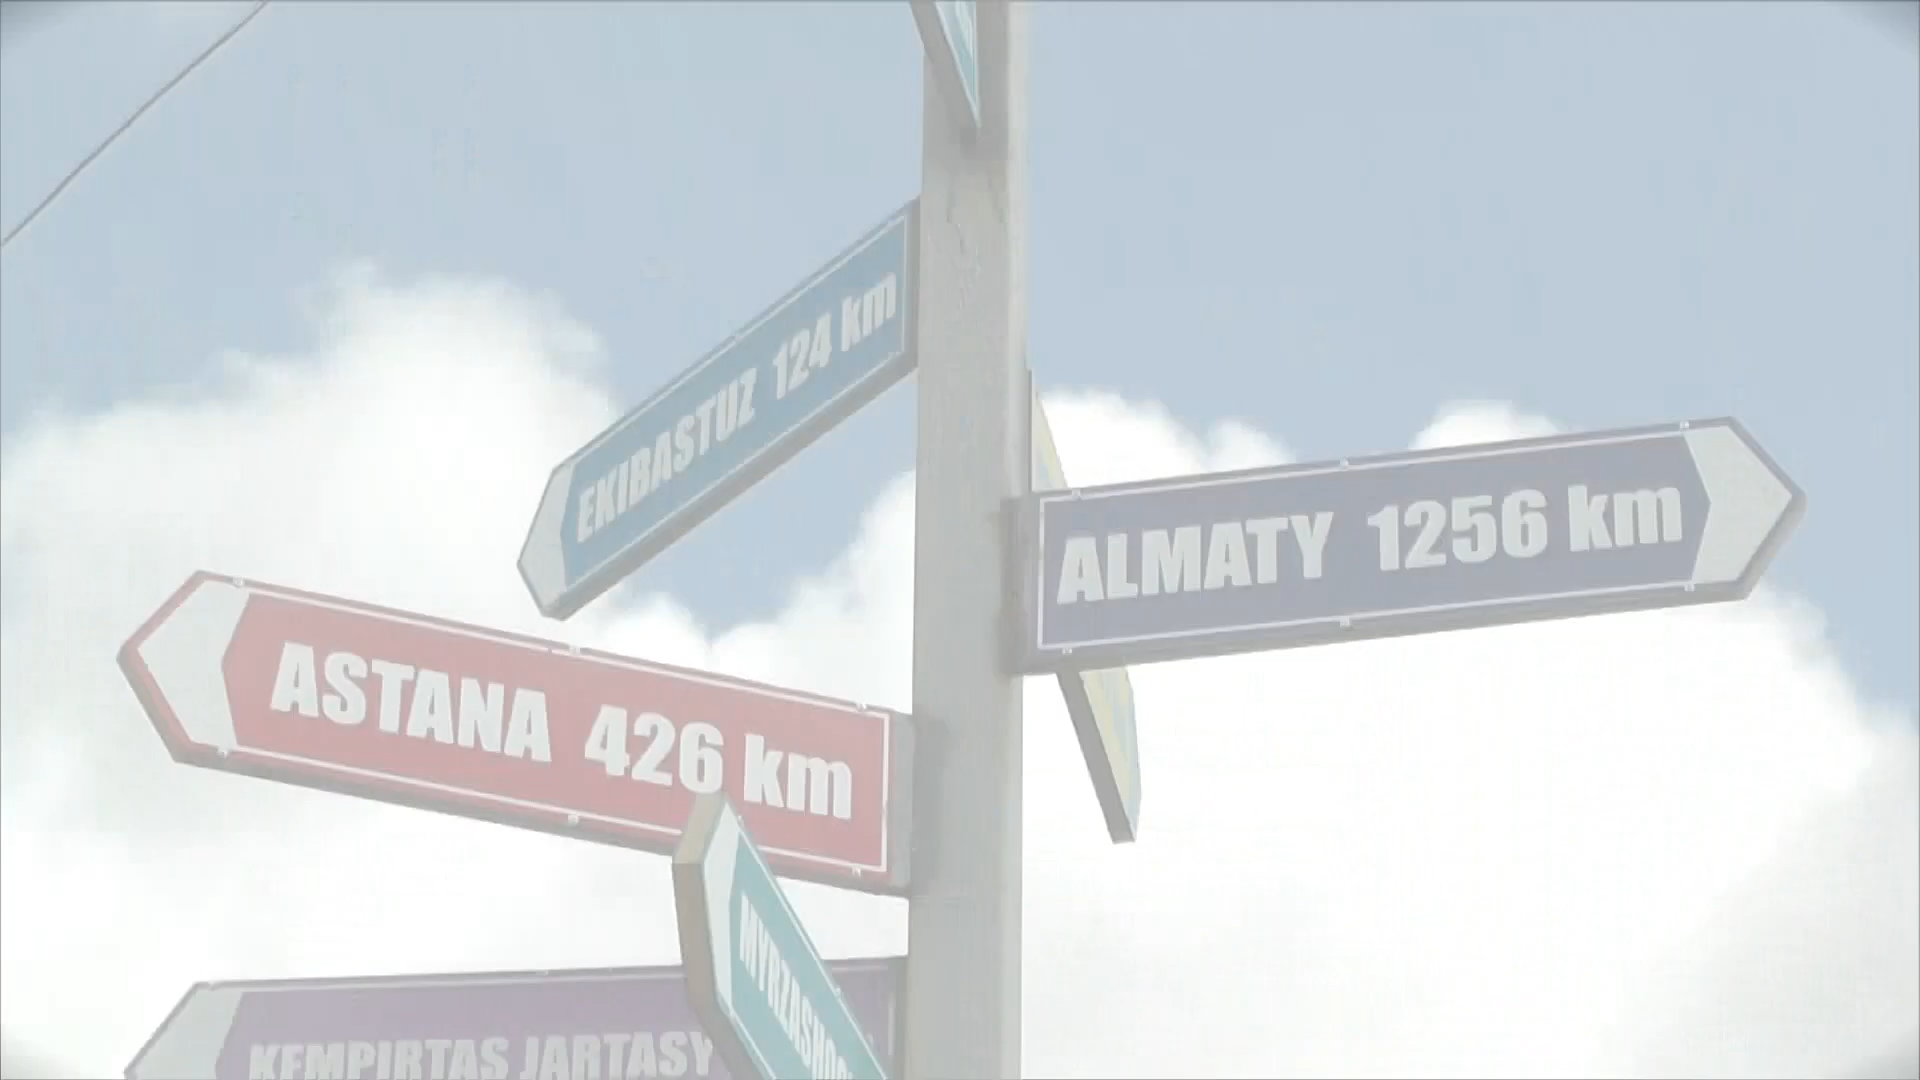 EKIBASTUZ 124 km
ALMATY 1256 km
ASTANA 426 km
KEMPIRTAS JARTASY